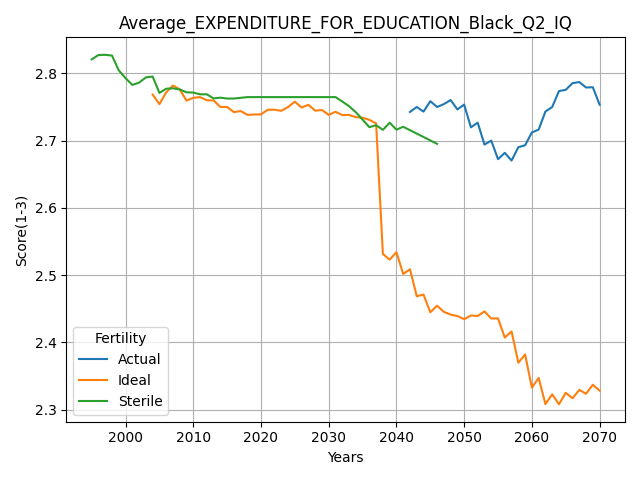 Average_EXPENDITURE_FOR_EDUCATION_Black_Q2_IQ
Score(1-3)
2.8
2.7
2.6
2.5
2.4
2.3
Fertility
Actual
Ideal
Sterile
2000 2010 2020 2030 2040 2050 2060 2070
Years